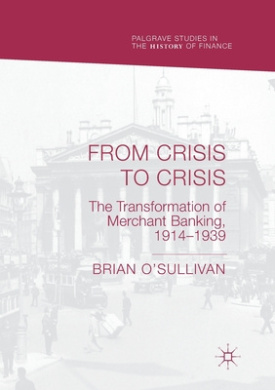 PALGRAVE STUDIES IN
THE HISTORY OF FINANCE
FROM CRISIS
TO CRISIS
The Transformation of
Merchant Banking,
1914–1939
BRIAN O'SULLIVAN